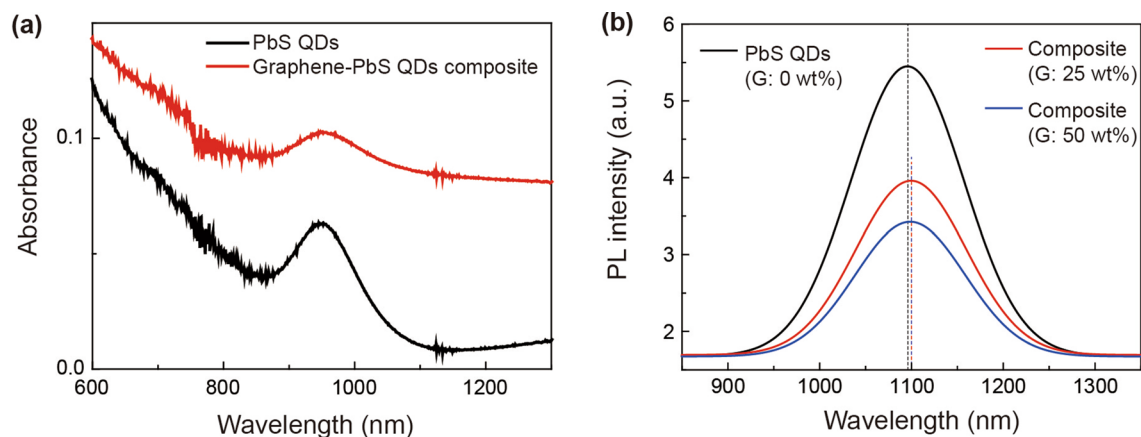 (a)
PbS QDs
Graphene-PbS QDs composite
0.1
0.0
Absorbance
600
800
1000
1200
Wavelength (nm)
(b)
PbS QDs
(G: 0 wt%)
Composite
(G: 25 wt%)
Composite
(G: 50 wt%)
6
5
4
3
2
PL intensity (a.u.)
900
1000
1100
1200
1300
Wavelength (nm)